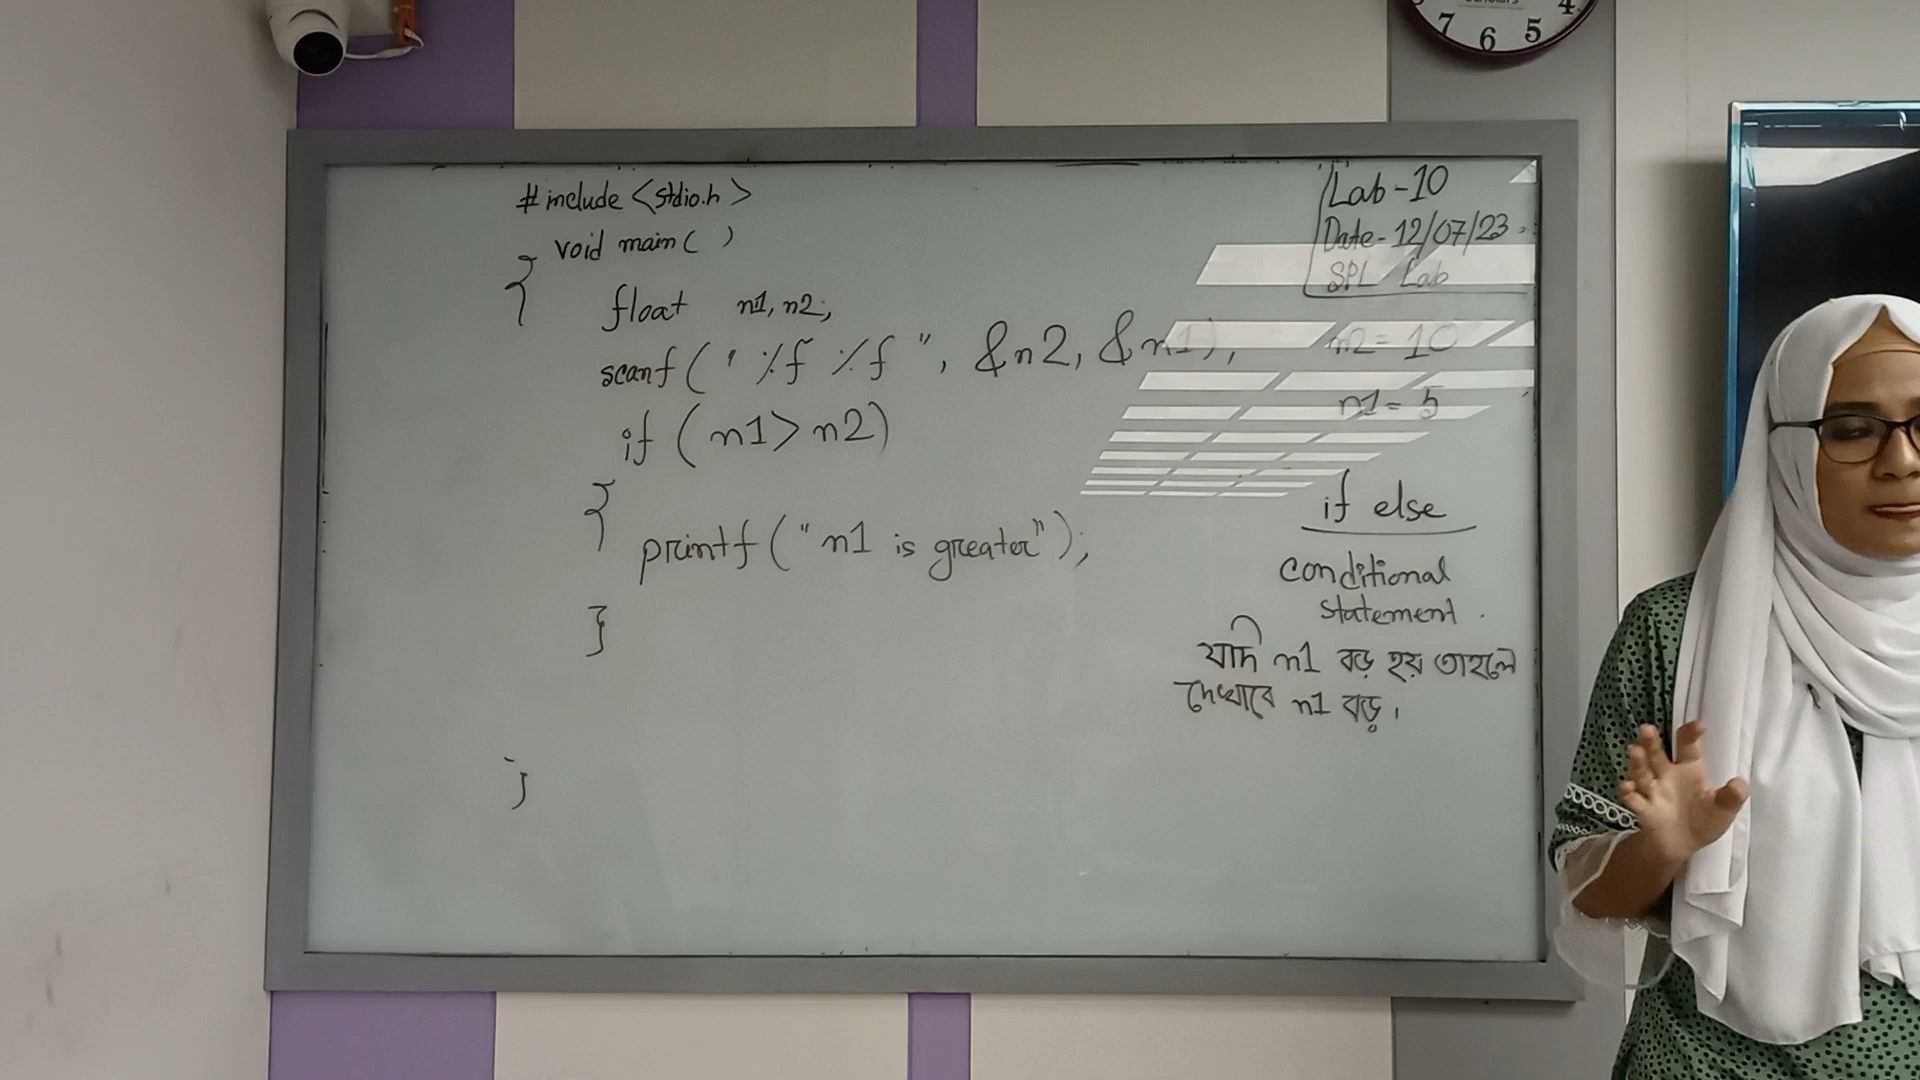 #include <stdio.h>
void main( )
{
float n1, n2;
scanf(" %f %f ", &n2, &n1);
if (n1>n2)
{
printf("n1 is greater");
}
}
Lab-10
Date- 12/07/23
SPL Lab
n2 = 10
n1 = 5
if else
conditional
statement.
যদি n1 বড় হয় তাহলে
দেখাবে n1 বড়।
7 6 5 4